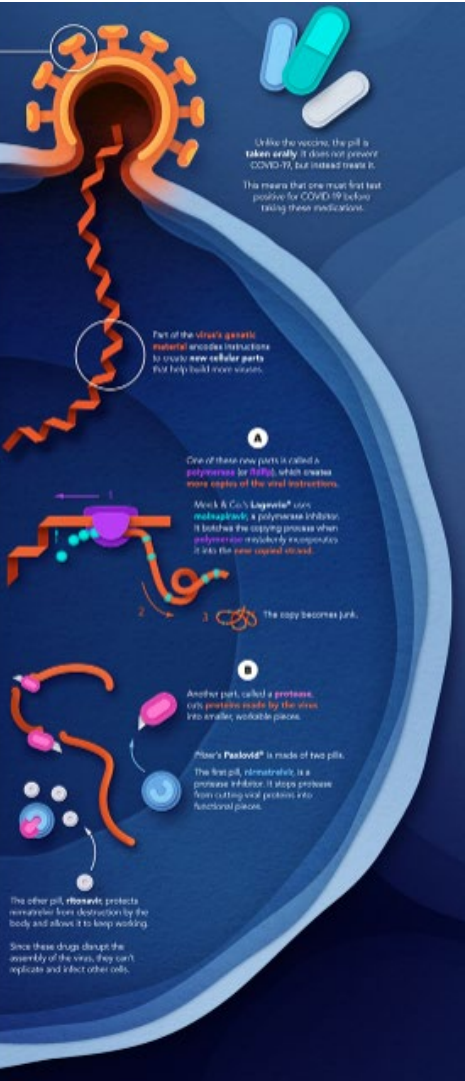 Unlike the vaccine, the pill is
taken orally. It does not prevent
COVID-19, but instead treats it.
This means that one must first test
positive for COVID-19 before
taking these medications.
Part of the virus's genetic
material encodes instructions
to create new cellular parts
that help build more viruses.
A
One of these new parts is called a
polymerase (or RdRp), which creates
more copies of the viral instructions.
Merck & Co.'s Lagevrio® uses
molnupiravir, a polymerase inhibitor.
It botches the copying process when
polymerase mistakenly incorporates
it into the new copied strand.
1
2
3
The copy becomes junk.
B
Another part, called a protease,
cuts proteins made by the virus
into smaller, workable pieces.
Pfizer's Paxlovid® is made of two pills.
The first pill, nirmatrelvir, is a
protease inhibitor. It stops protease
from cutting viral proteins into
functional pieces.
The other pill, ritonavir, protects
nirmatrelvir from destruction by the
body and allows it to keep working.
Since these drugs disrupt the
assembly of the virus, they can't
replicate and infect other cells.